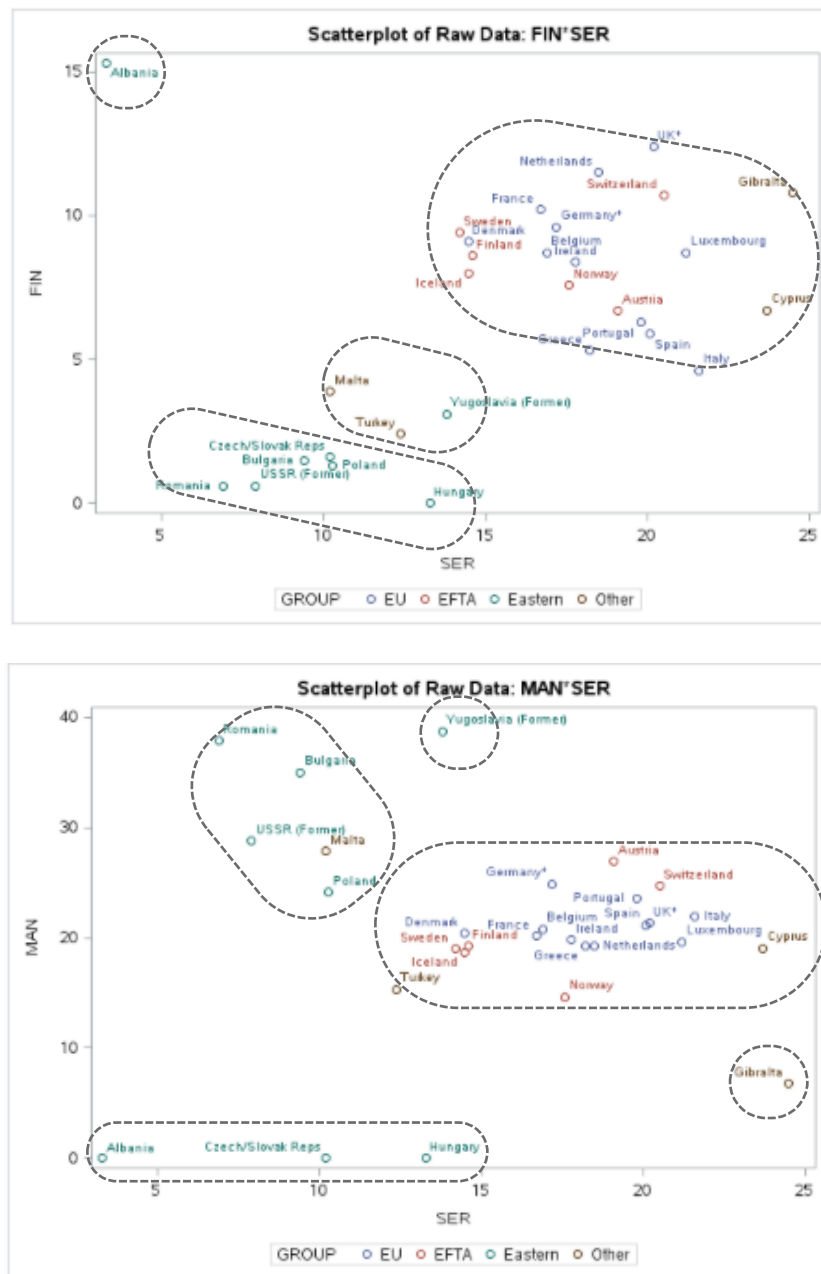 Scatterplot of Raw Data: FIN*SER
15
Albania
UK*
Netherlands
Switzerland
Gibralta
France
10
Sweden
Germany*
Denmark
Finland
Belgium
Luxembourg
Ireland
Iceland
Norway
FIN
Austria
Cyprus
Greece
Portugal
Spain
5
Italy
Malta
Yugoslavia (Former)
Turkey
Czech/Slovak Reps
Bulgaria
Poland
USSR (Former)
Romania
Hungary
0
5 10 15 20 25
SER
GROUP EU EFTA Eastern Other
Scatterplot of Raw Data: MAN*SER
40
Yugoslavia (Former)
Romania
Bulgaria
30
USSR (Former)
Malta
Austria
Poland
Germany*
Switzerland
Portugal
Denmark
France
Belgium
Spain
UK*
Italy
Ireland
Luxembourg
20
Sweden
Finland
Cyprus
Greece
Netherlands
Iceland
MAN
Turkey
Norway
10
Gibralta
0
Albania
Czech/Slovak Reps
Hungary
5 10 15 20 25
SER
GROUP EU EFTA Eastern Other